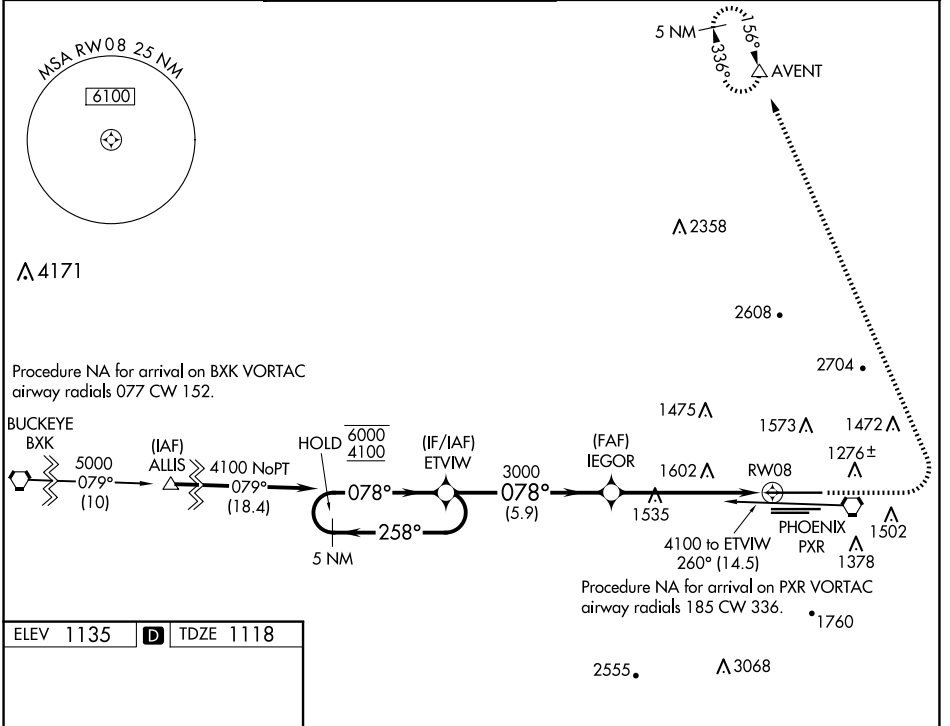 MSA RW08 25 NM
6100
5 NM
156°
336°
AVENT
2358
4171
2608
2704
Procedure NA for arrival on BXK VORTAC
airway radials 077 CW 152.
BUCKEYE
BXK
5000
079°
(10)
(IAF)
ALLIS
4100 NoPT
079°
(18.4)
HOLD
6000
4100
078°
258°
5 NM
(IF/IAF)
ETVIW
3000
078°
(5.9)
(FAF)
IEGOR
1475
1602
1535
1573
1472
1276±
RW08
PHOENIX
PXR
1502
1378
4100 to ETVIW
260° (14.5)
Procedure NA for arrival on PXR VORTAC
airway radials 185 CW 336.
1760
2555
3068
ELEV 1135 D TDZE 1118